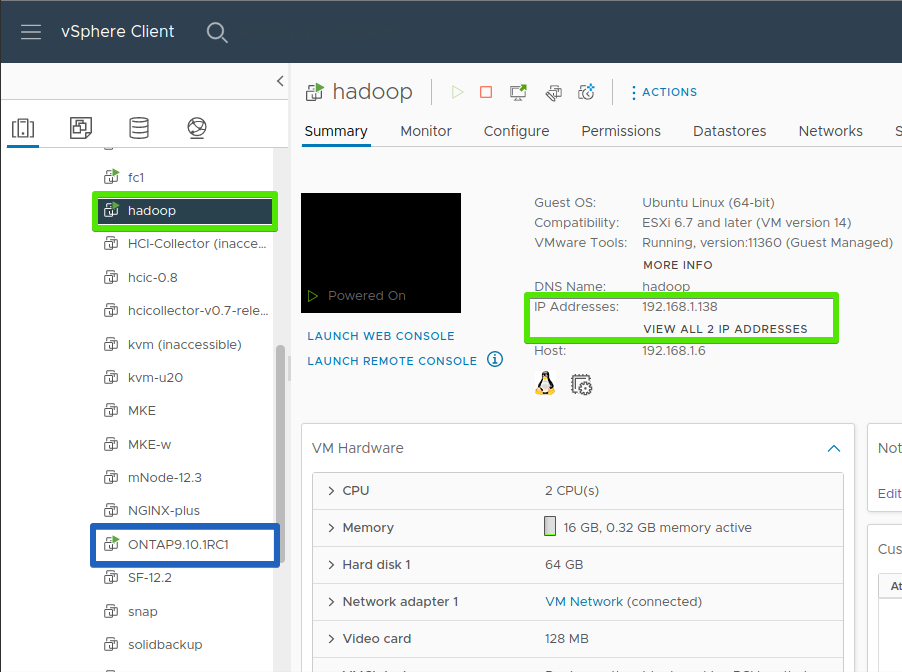 vSphere Client
fc1
hadoop
HCI-Collector (inacce...
hcic-0.8
hcicollector-v0.7-rele...
kvm (inaccessible)
kvm-u20
MKE
MKE-w
mNode-12.3
NGINX-plus
ONTAP9.10.1RC1
SF-12.2
snap
solidbackup
hadoop
ACTIONS
Summary Monitor Configure Permissions Datastores Networks S
Powered On
LAUNCH WEB CONSOLE
LAUNCH REMOTE CONSOLE
Guest OS: Ubuntu Linux (64-bit)
Compatibility: ESXi 6.7 and later (VM version 14)
VMware Tools: Running, version:11360 (Guest Managed)
MORE INFO
DNS Name: hadoop
IP Addresses: 192.168.1.138
VIEW ALL 2 IP ADDRESSES
Host: 192.168.1.6
VM Hardware
CPU 2 CPU(s)
Memory 16 GB, 0.32 GB memory active
Hard disk 1 64 GB
Network adapter 1 VM Network (connected)
Video card 128 MB
Not
Edit
Cus
At